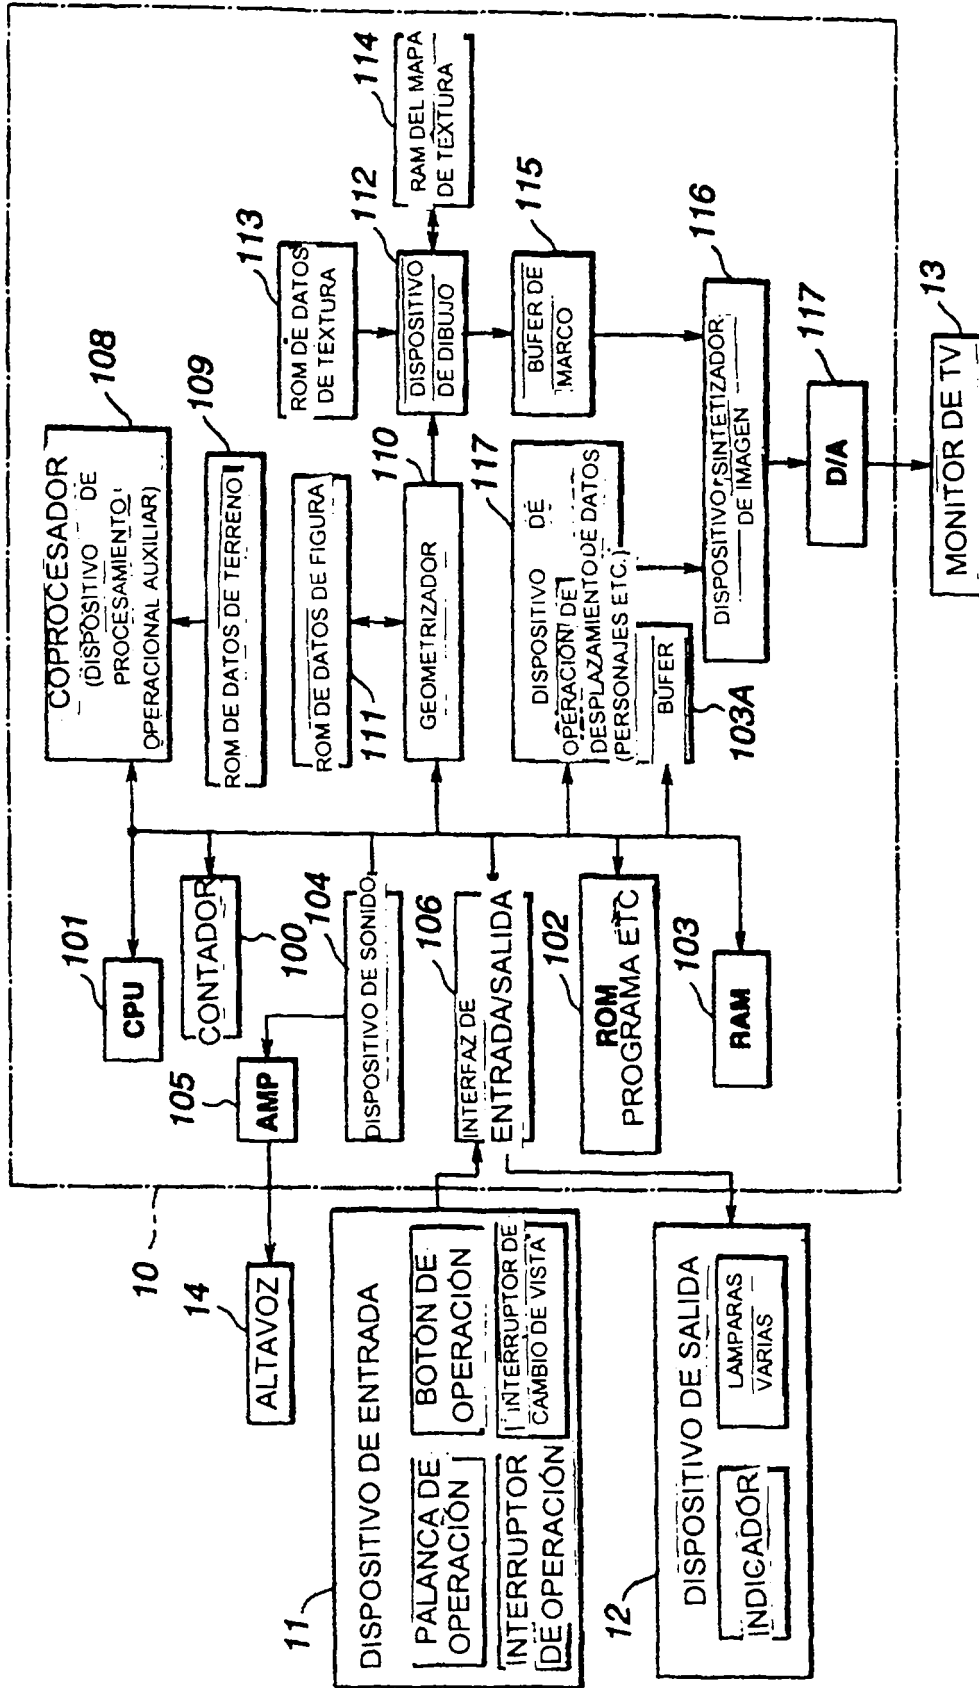 10
101
CPU
CONTADOR
100
105
AMP
14
ALTAVOZ
104
DISPOSITIVO DE SONIDO
106
INTERFAZ DE
ENTRADA/SALIDA
102
ROM
PROGRAMA ETC
103
RAM
COPROCESADOR
(DISPOSITIVO DE
PROCESAMIENTO
OPERACIONAL AUXILIAR)
108
ROM DE DATOS DE TERRENO
109
ROM DE DATOS DE FIGURA
111
GEOMETRIZADOR
110
113
ROM DE DATOS
DE TEXTURA
112
DISPOSITIVO
DE DIBUJO
114
RAM DEL MAPA
DE TEXTURA
115
BÚFER DE
MARCO
117
DISPOSITIVO DE
OPERACIÓN DE
DESPLAZAMIENTO DE DATOS
(PERSONAJES ETC.)
BÚFER
103A
116
DISPOSITIVO SINTETIZADOR
DE IMAGEN
117
D/A
13
MONITOR DE TV
11
DISPOSITIVO DE ENTRADA
PALANCA DE
OPERACIÓN
BOTÓN DE
OPERACIÓN
INTERRUPTOR
DE OPERACIÓN
INTERRUPTOR DE
CAMBIO DE VISTA
12
DISPOSITIVO DE SALIDA
INDICADOR
LAMPARAS
VARIAS